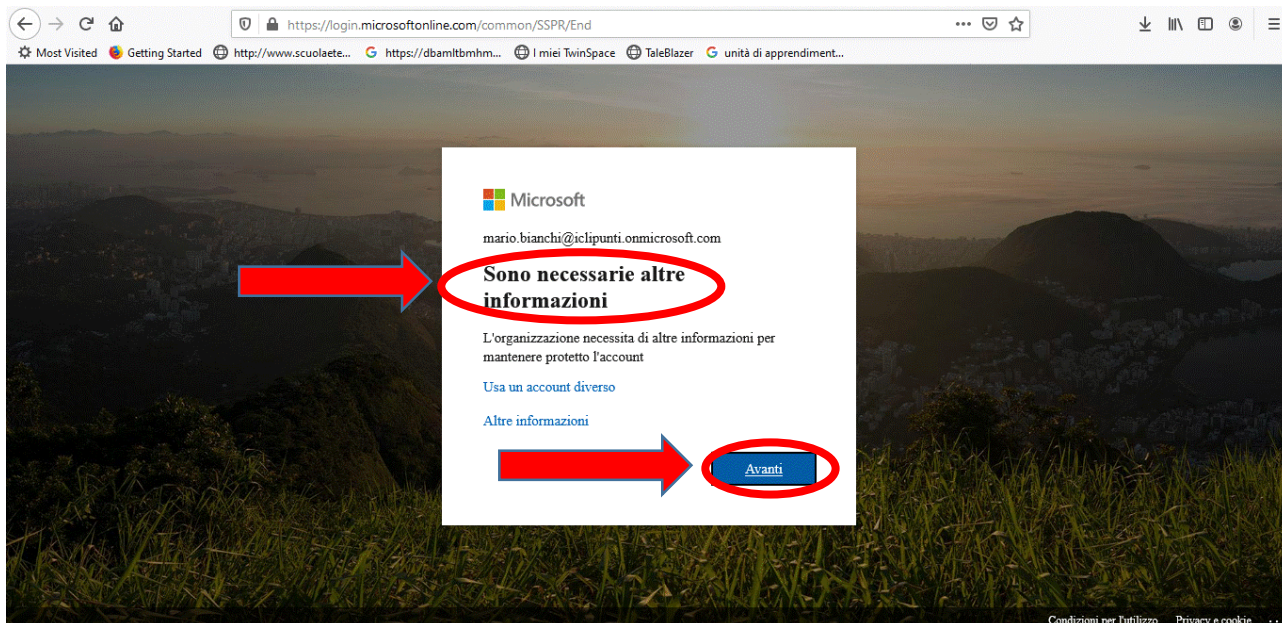 https://login.microsoftonline.com/common/SSPR/End
Most Visited Getting Started http://www.scuolaete... https://dbamltbmhm... I miei TwinSpace TaleBlazer unità di apprendiment...
Microsoft
mario.bianchi@iclipunti.onmicrosoft.com
Sono necessarie altre
informazioni
L'organizzazione necessita di altre informazioni per
mantenere protetto l'account
Usa un account diverso
Altre informazioni
Avanti
Condizioni per l'utilizzo Privacy e cookie